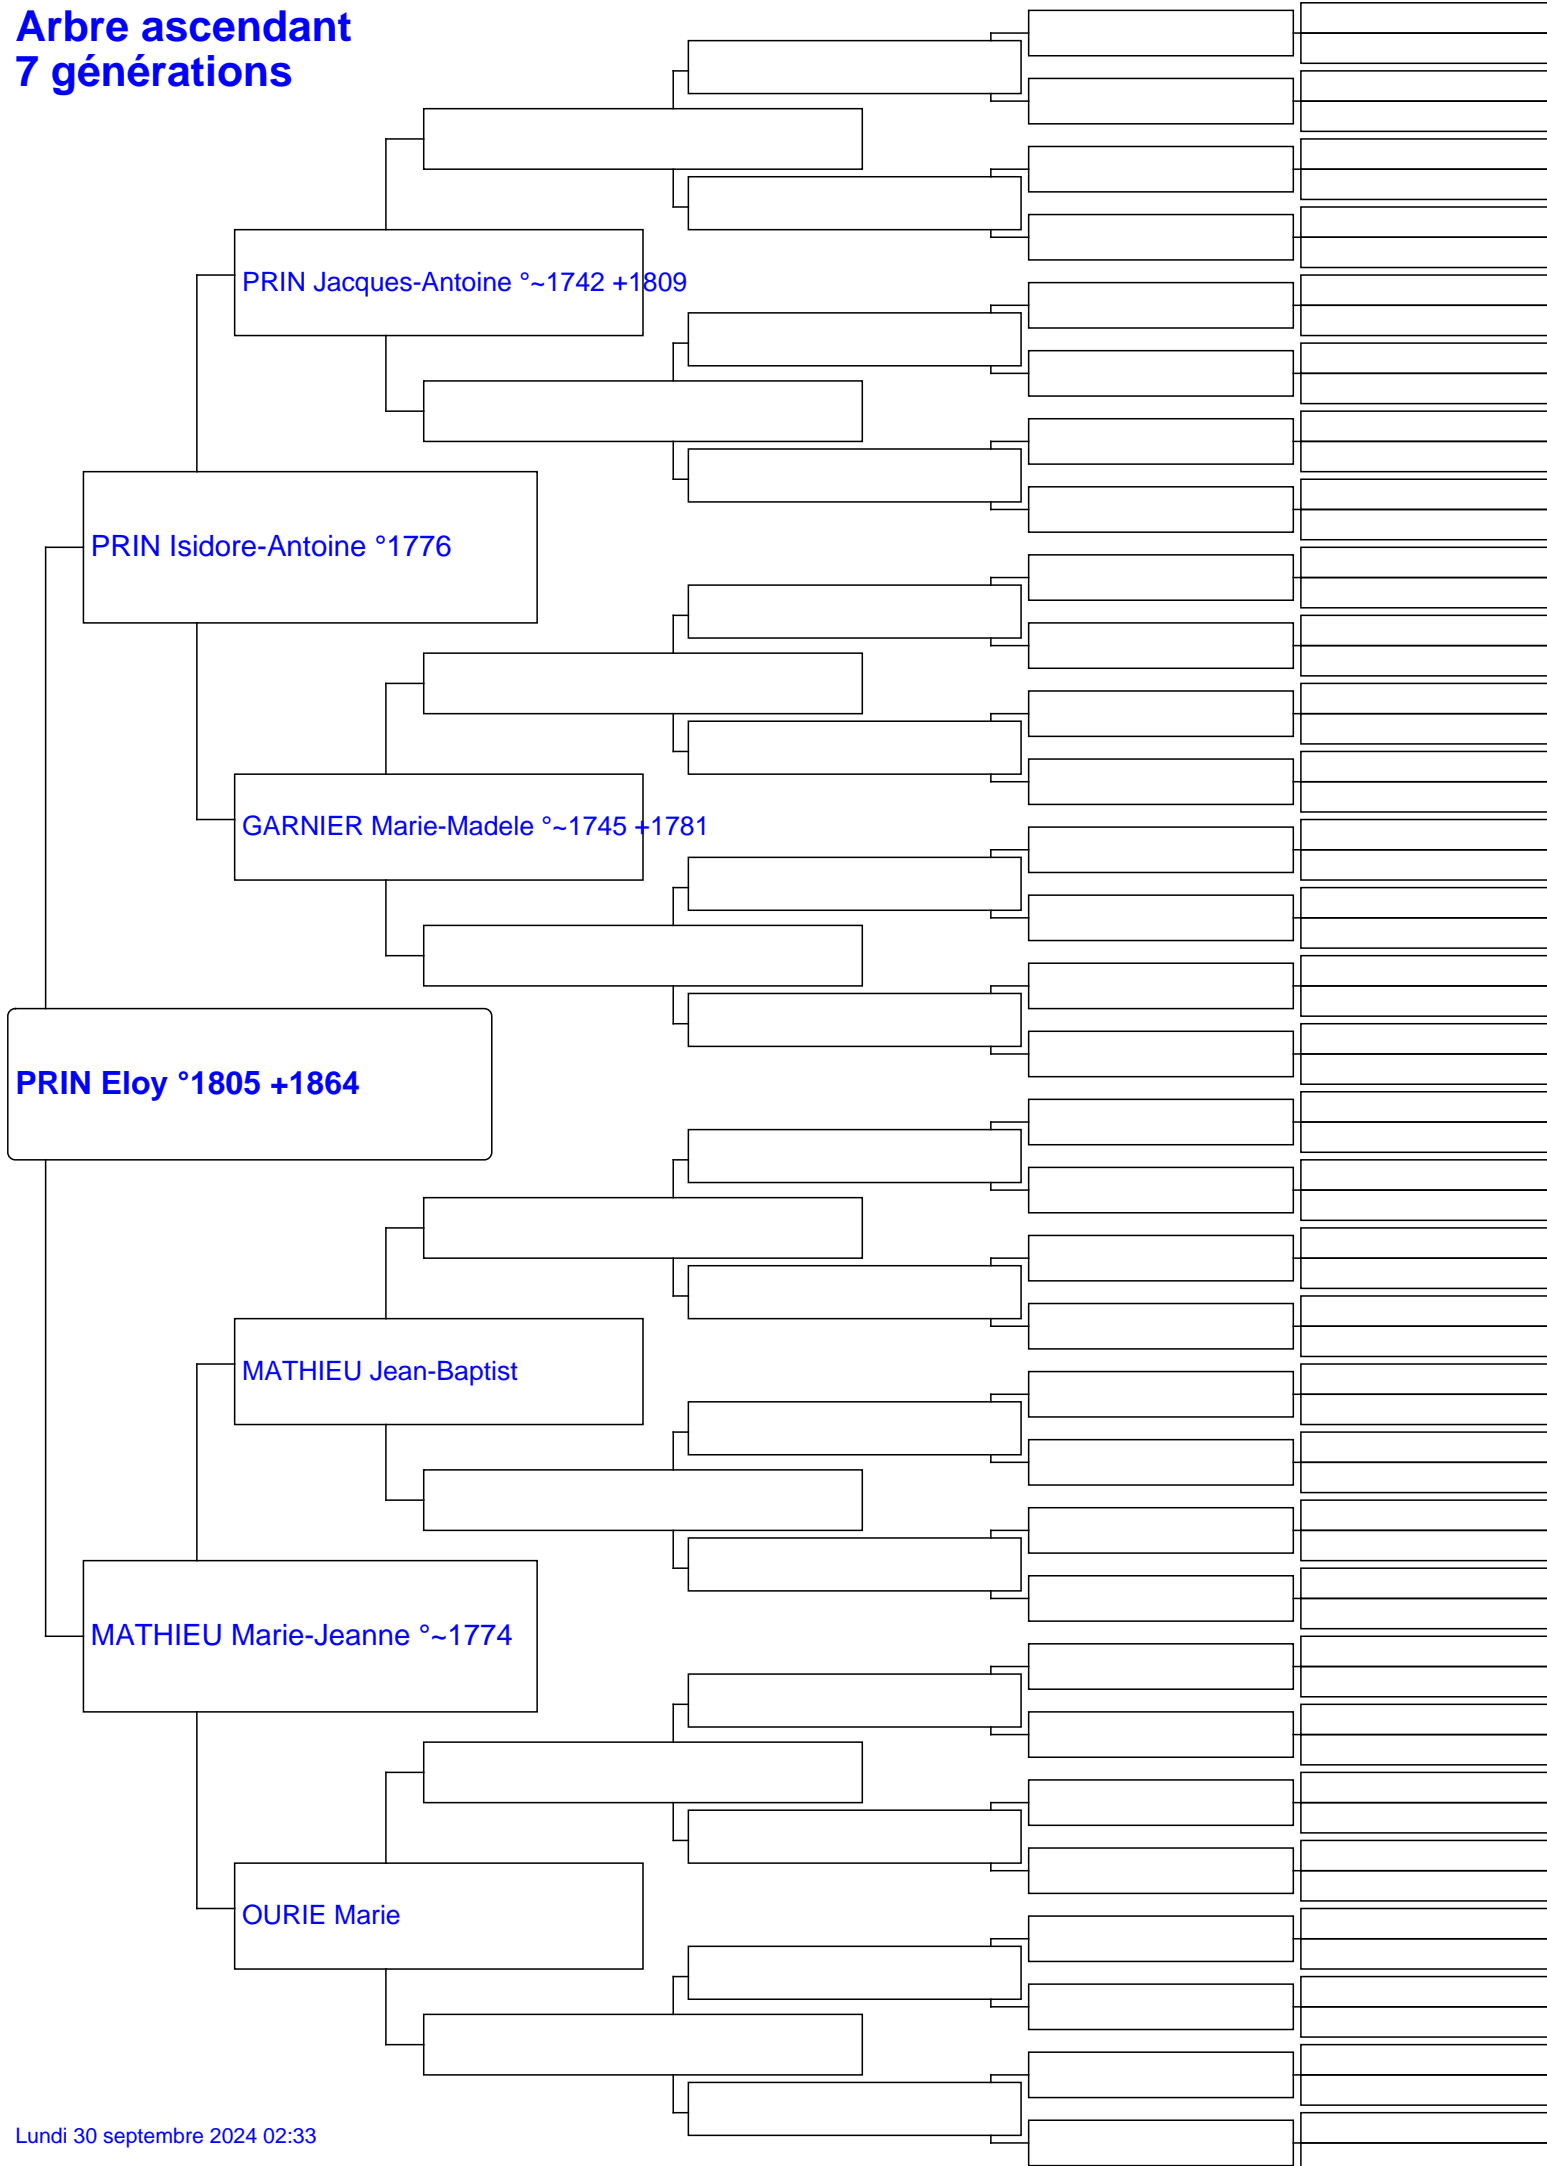 Arbre ascendant
7 générations
PRIN Jacques-Antoine °~1742 +1809
PRIN Isidore-Antoine °1776
GARNIER Marie-Madele °~1745 +1781
PRIN Eloy °1805 +1864
MATHIEU Jean-Baptist
MATHIEU Marie-Jeanne °~1774
OURIE Marie
Lundi 30 septembre 2024 02:33